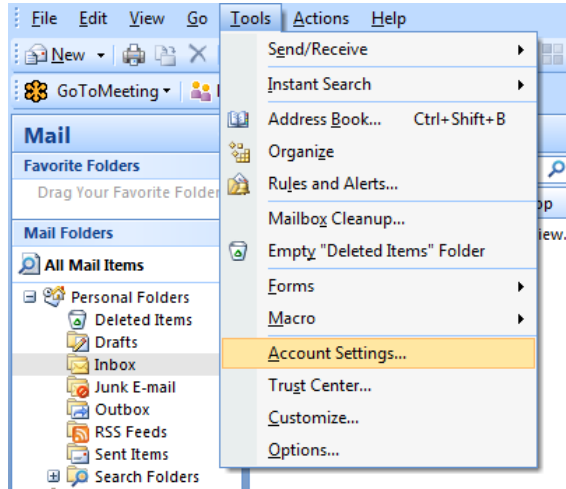 File Edit View Go Tools Actions Help
New
GoToMeeting
Mail
Favorite Folders
Drag Your Favorite Folder
Mail Folders
All Mail Items
Personal Folders
Deleted Items
Drafts
Inbox
Junk E-mail
Outbox
RSS Feeds
Sent Items
Search Folders
Send/Receive
Instant Search
Address Book... Ctrl+Shift+B
Organize
Rules and Alerts...
Mailbox Cleanup...
Empty "Deleted Items" Folder
Forms
Macro
Account Settings...
Trust Center...
Customize...
Options...
op
iew.